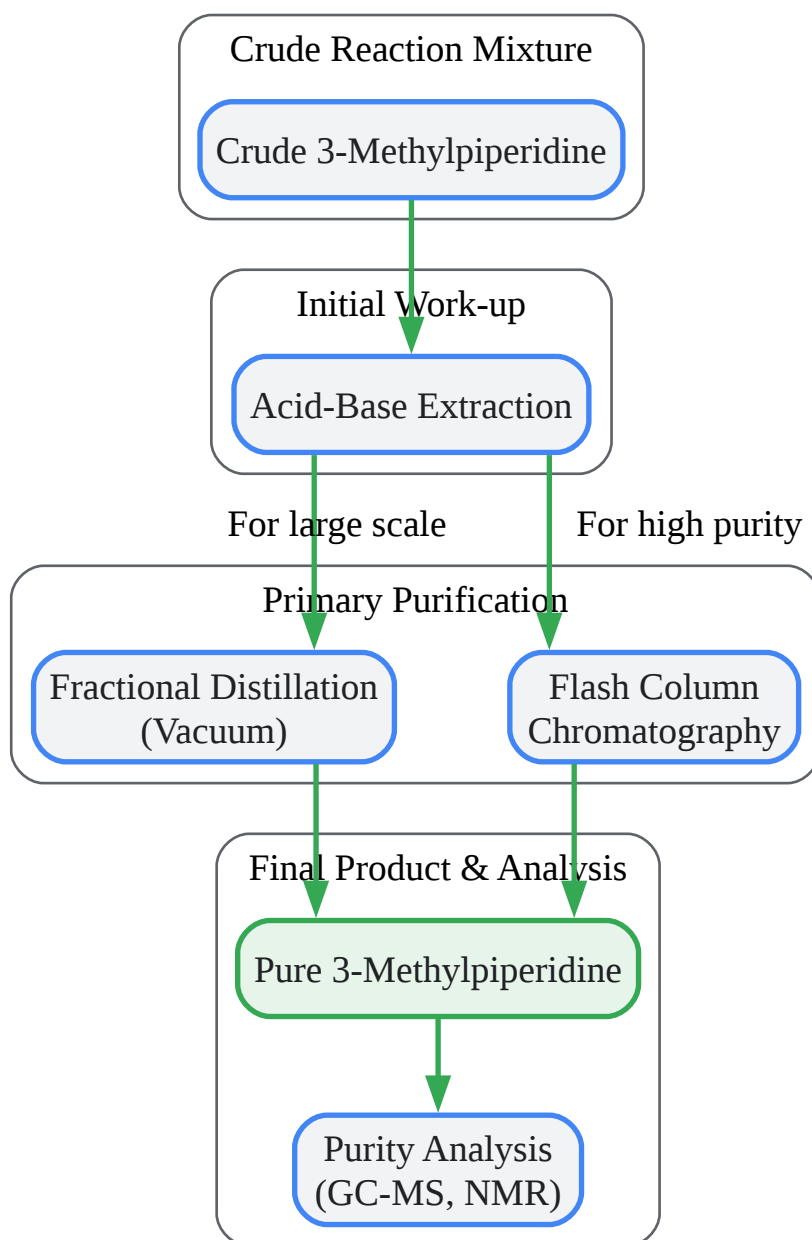 Crude Reaction Mixture
Crude 3-Methylpiperidine
Initial Work-up
Acid-Base Extraction
For large scale
For high purity
Primary Purification
Fractional Distillation
(Vacuum)
Flash Column
Chromatography
Final Product & Analysis
Pure 3-Methylpiperidine
Purity Analysis
(GC-MS, NMR)